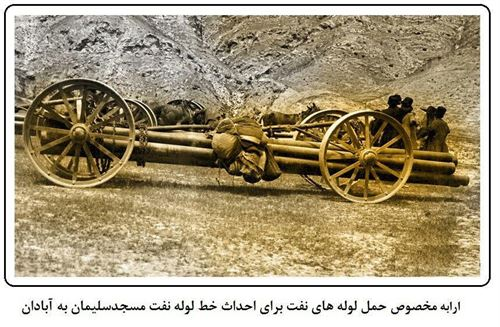 ارابه مخصوص حمل لوله های نفت برای احداث خط لوله نفت مسجدسلیمان به آبادان